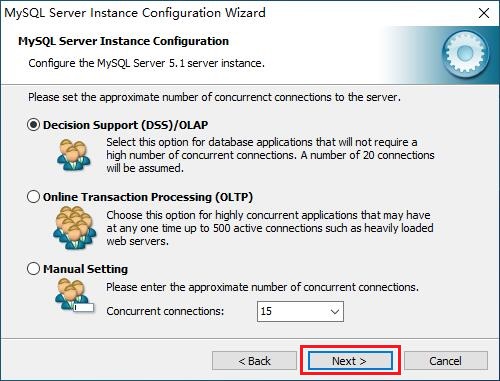 MySQL Server Instance Configuration Wizard
MySQL Server Instance Configuration
Configure the MySQL Server 5.1 server instance.
Please set the approximate number of concurrenct connections to the server.
Decision Support (DSS)/OLAP
Select this option for database applications that will not require a
high number of concurrent connections. A number of 20 connections
will be assumed.
Online Transaction Processing (OLTP)
Choose this option for highly concurrent applications that may have
at any one time up to 500 active connections such as heavily loaded
web servers.
Manual Setting
Please enter the approximate number of concurrent connections.
Concurrent connections: 15
< Back Next > Cancel